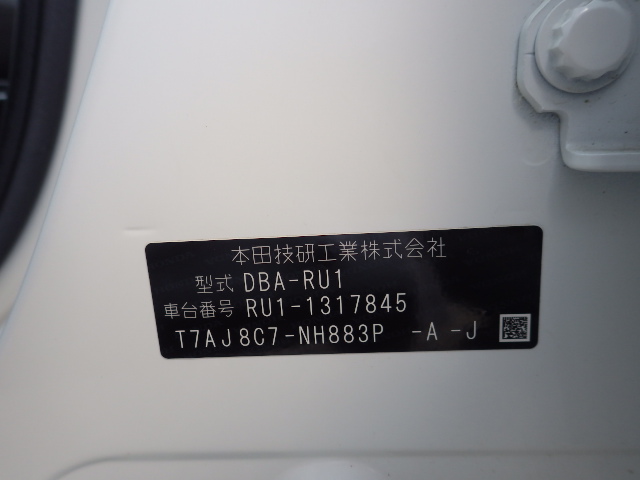 本田技研工業株式会社
型式 DBA-RU1
車台番号 RU1-1317845
T7AJ8C7-NH883P -A -J